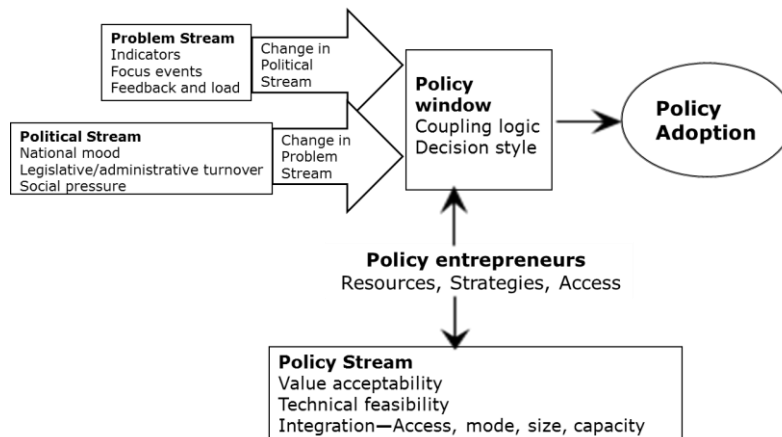 Problem Stream
Indicators
Focus events
Feedback and load
Change in
Political
Stream
Political Stream
National mood
Legislative/administrative turnover
Social pressure
Change in
Problem
Stream
Policy
window
Coupling logic
Decision style
Policy
Adoption
Policy entrepreneurs
Resources, Strategies, Access
Policy Stream
Value acceptability
Technical feasibility
Integration—Access, mode, size, capacity